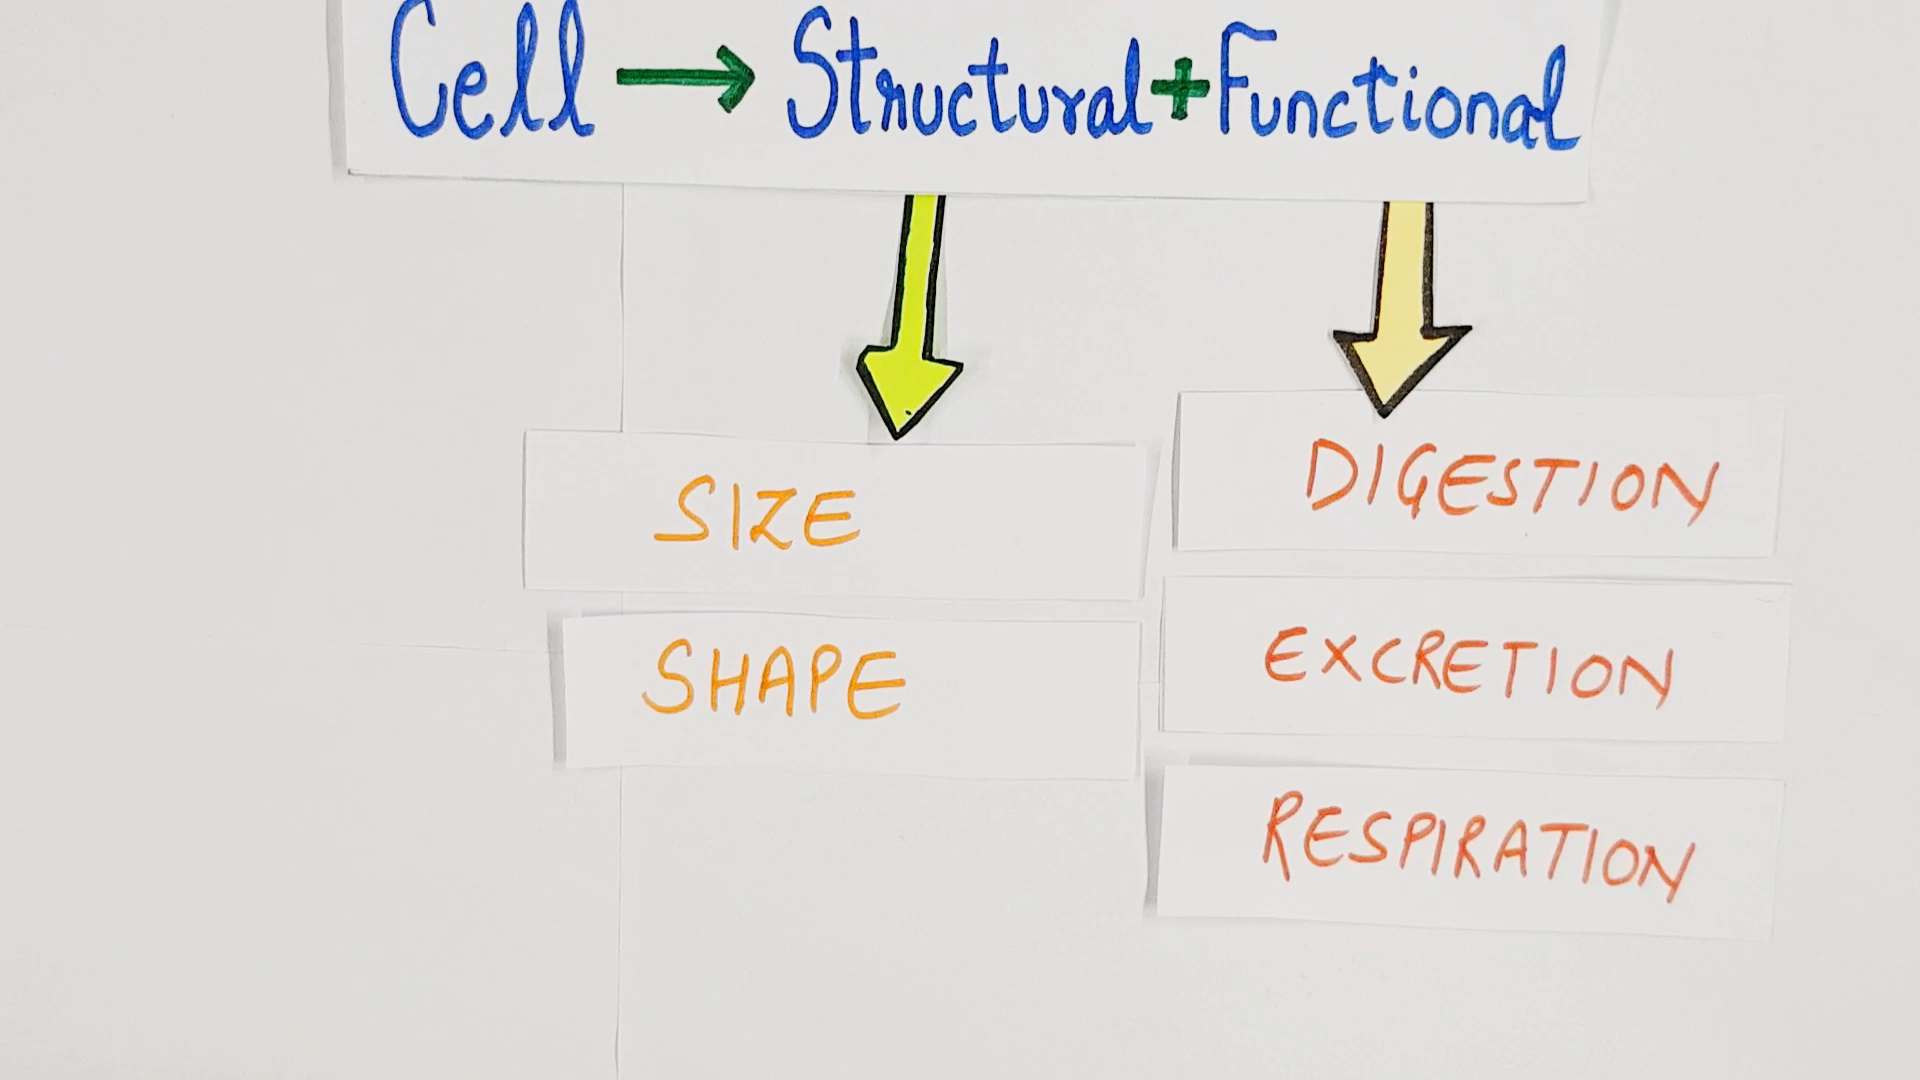 Cell → Structural + Functional
SIZE
SHAPE
DIGESTION
EXCRETION
RESPIRATION